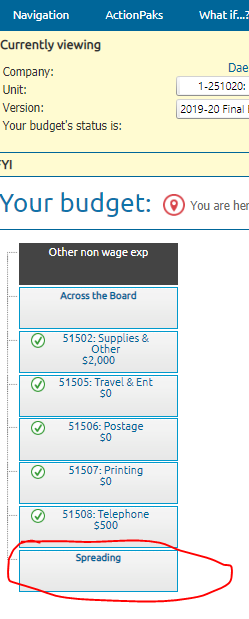 Navigation ActionPaks What if...?
Currently viewing
Company: Dae
Unit: 1-251020:
Version: 2019-20 Final
Your budget's status is:
FYI
Your budget: You are her
Other non wage exp
Across the Board
51502: Supplies &
Other
$2,000
51505: Travel & Ent
$0
51506: Postage
$0
51507: Printing
$0
51508: Telephone
$500
Spreading